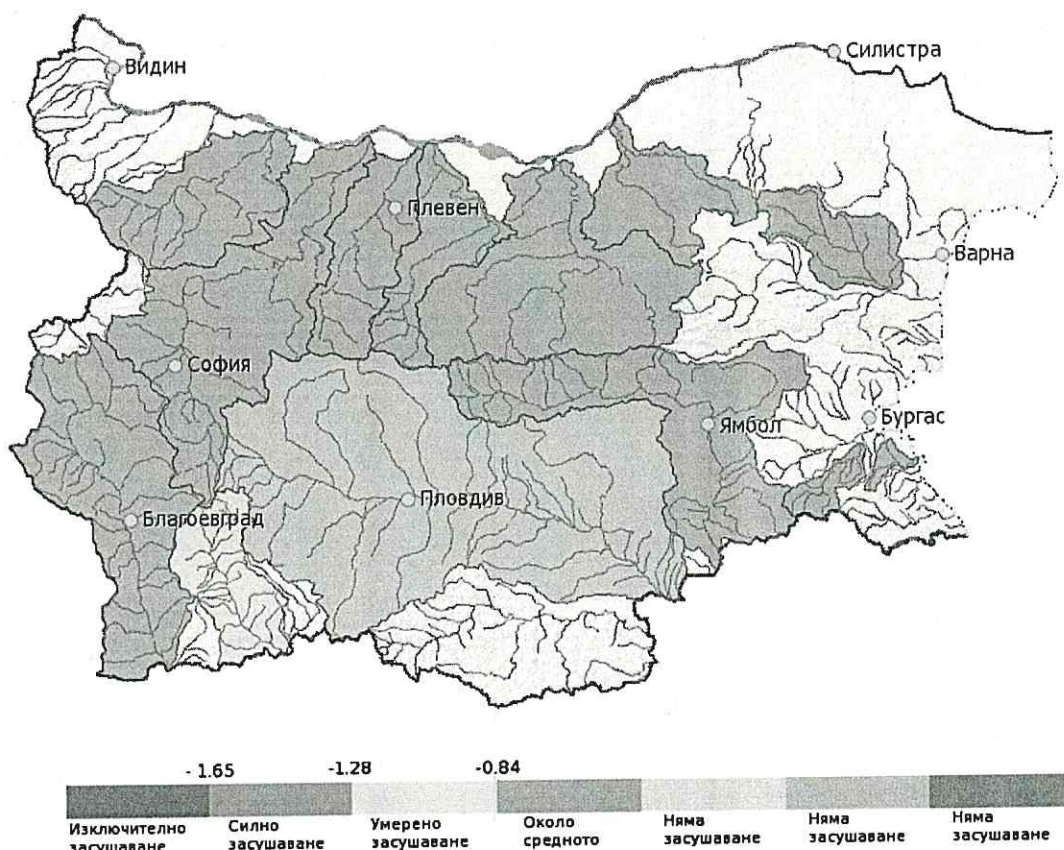 Силистра
Видин
Плевен
Варна
София
Ямбол
Бургас
Пловдив
Благоевград
- 1.65 -1.28 -0.84
Изключително засушаване
Силно засушаване
Умерено засушаване
Около средното
Няма засушаване
Няма засушаване
Няма засушаване